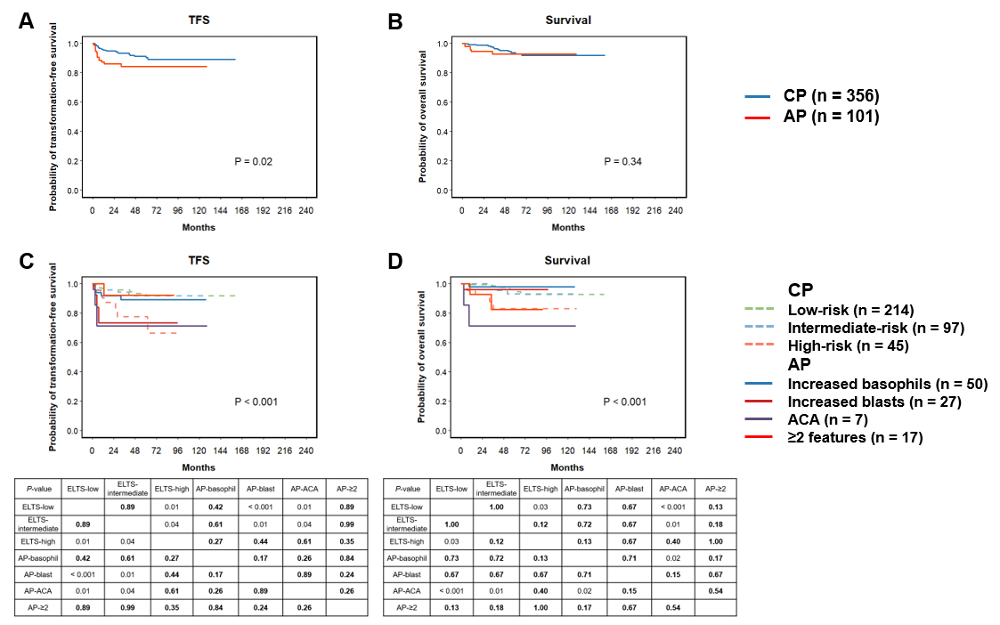 A
TFS
Probability of transformation-free survival
1.0
0.8
0.6
0.4
0.2
0.0
P = 0.02
0 24 48 72 96 120 144 168 192 216 240
Months
B
Survival
Probability of overall survival
1.0
0.8
0.6
0.4
0.2
0.0
P = 0.34
0 24 48 72 96 120 144 168 192 216 240
Months
CP (n = 356)
AP (n = 101)
C
TFS
Probability of transformation-free survival
1.0
0.8
0.6
0.4
0.2
0.0
P < 0.001
0 24 48 72 96 120 144 168 192 216 240
Months
D
Survival
Probability of overall survival
1.0
0.8
0.6
0.4
0.2
0.0
P < 0.001
0 24 48 72 96 120 144 168 192 216 240
Months
CP
Low-risk (n = 214)
Intermediate-risk (n = 97)
High-risk (n = 45)
AP
Increased basophils (n = 50)
Increased blasts (n = 27)
ACA (n = 7)
≥2 features (n = 17)
P-value ELTS-low ELTS-intermediate ELTS-high AP-basophil AP-blast AP-ACA AP-≥2
ELTS-low 0.89 0.01 0.42 < 0.001 0.01 0.89
ELTS-intermediate 0.89 0.04 0.61 0.01 0.04 0.99
ELTS-high 0.01 0.04 0.27 0.44 0.61 0.35
AP-basophil 0.42 0.61 0.27 0.17 0.26 0.84
AP-blast < 0.001 0.01 0.44 0.17 0.89 0.24
AP-ACA 0.01 0.04 0.61 0.26 0.89 0.26
AP-≥2 0.89 0.99 0.35 0.84 0.24 0.26
P-value ELTS-low ELTS-intermediate ELTS-high AP-basophil AP-blast AP-ACA AP-≥2
ELTS-low 1.00 0.03 0.73 0.67 < 0.001 0.13
ELTS-intermediate 1.00 0.12 0.72 0.67 0.01 0.18
ELTS-high 0.03 0.12 0.13 0.67 0.40 1.00
AP-basophil 0.73 0.72 0.13 0.71 0.02 0.17
AP-blast 0.67 0.67 0.67 0.71 0.15 0.67
AP-ACA < 0.001 0.01 0.40 0.02 0.15 0.54
AP-≥2 0.13 0.18 1.00 0.17 0.67 0.54